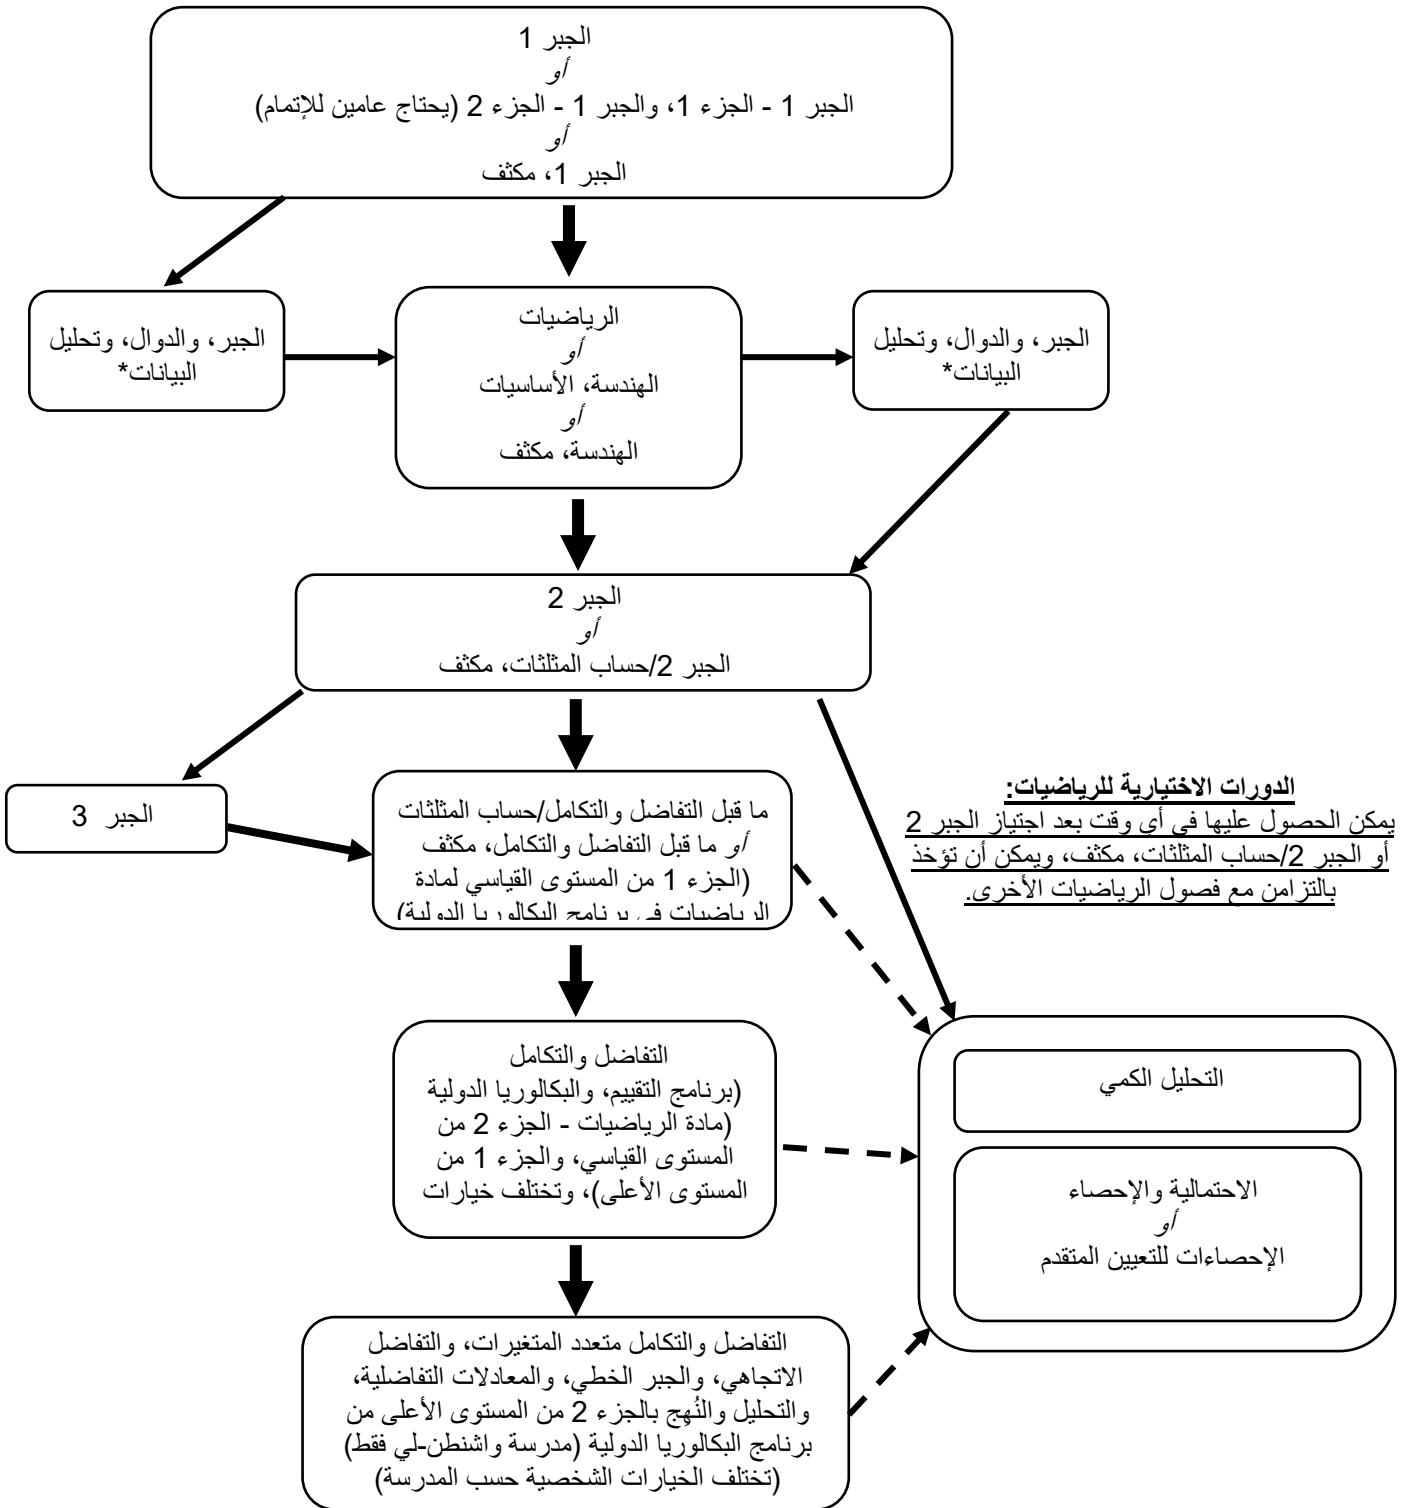 الجبر 1
أو
الجبر 1 - الجزء 1، والجبر 1 - الجزء 2 (يحتاج عامين للإتمام)
أو
الجبر 1، مكثف
الجبر، والدوال، وتحليل
البيانات*
الرياضيات
أو
الهندسة، الأساسيات
أو
الهندسة، مكثف
الجبر، والدوال، وتحليل
البيانات*
الجبر 2
أو
الجبر 2/حساب المثلثات، مكثف
الدورات الاختيارية للرياضيات:
يمكن الحصول عليها في أي وقت بعد اجتياز الجبر 2
أو الجبر 2/حساب المثلثات، مكثف، ويمكن أن تؤخذ
بالتزامن مع فصول الرياضيات الأخرى.
الجبر 3
ما قبل التفاضل والتكامل/حساب المثلثات
أو ما قبل التفاضل والتكامل، مكثف
(الجزء 1 من المستوى القياسي لمادة
الرياضيات في برنامج البكالوريا الدولية)
التفاضل والتكامل
(برنامج التقييم، والبكالوريا الدولية
(مادة الرياضيات - الجزء 2 من
المستوى القياسي، والجزء 1 من
المستوى الأعلى)، وتختلف خيارات
التحليل الكمي
الاحتمالية والإحصاء
أو
الإحصاءات للتعيين المتقدم
التفاضل والتكامل متعدد المتغيرات، والتفاضل
الاتجاهي، والجبر الخطي، والمعادلات التفاضلية،
والتحليل والنُهج بالجزء 2 من المستوى الأعلى من
برنامج البكالوريا الدولية (مدرسة واشنطن-لي فقط)
(تختلف الخيارات الشخصية حسب المدرسة)